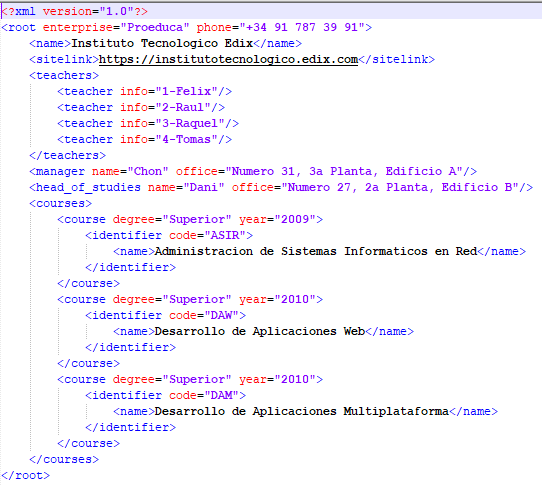 <?xml version="1.0"?>
<root enterprise="Proeduca" phone="+34 91 787 39 91">
    <name>Instituto Tecnologico Edix</name>
    <sitelink>https://institutotecnologico.edix.com</sitelink>
    <teachers>
        <teacher info="1-Felix"/>
        <teacher info="2-Raul"/>
        <teacher info="3-Raquel"/>
        <teacher info="4-Tomas"/>
    </teachers>
    <manager name="Chon" office="Numero 31, 3a Planta, Edificio A"/>
    <head_of_studies name="Dani" office="Numero 27, 2a Planta, Edificio B"/>
    <courses>
        <course degree="Superior" year="2009">
            <identifier code="ASIR">
                <name>Administracion de Sistemas Informaticos en Red</name>
            </identifier>
        </course>
        <course degree="Superior" year="2010">
            <identifier code="DAW">
                <name>Desarrollo de Aplicaciones Web</name>
            </identifier>
        </course>
        <course degree="Superior" year="2010">
            <identifier code="DAM">
                <name>Desarrollo de Aplicaciones Multiplataforma</name>
            </identifier>
        </course>
    </courses>
</root>